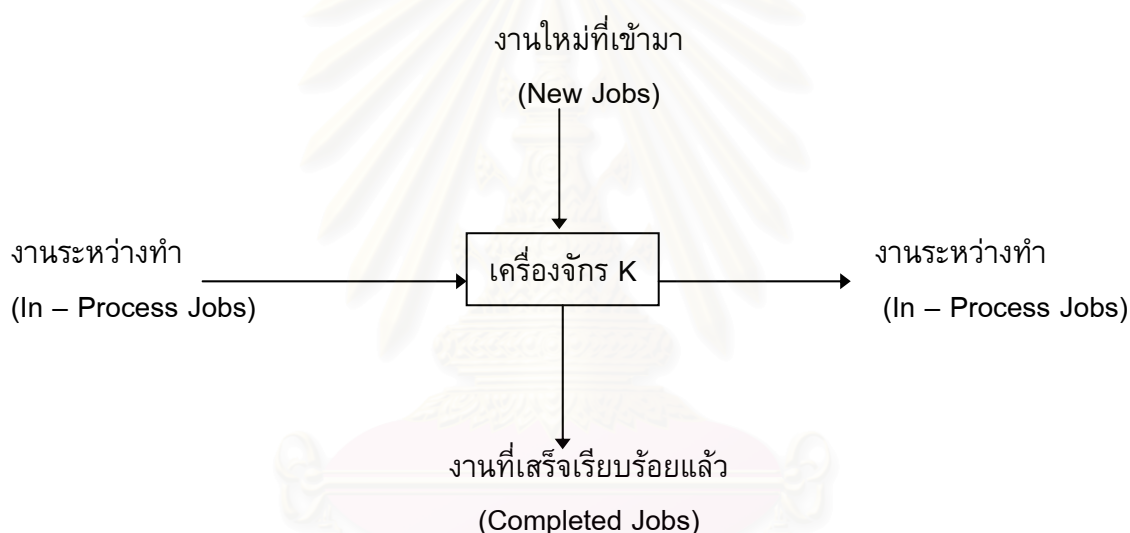 งานใหม่ที่เข้ามา
(New Jobs)
งานระหว่างทำ
(In – Process Jobs)
เครื่องจักร K
งานระหว่างทำ
(In – Process Jobs)
งานที่เสร็จเรียบร้อยแล้ว
(Completed Jobs)